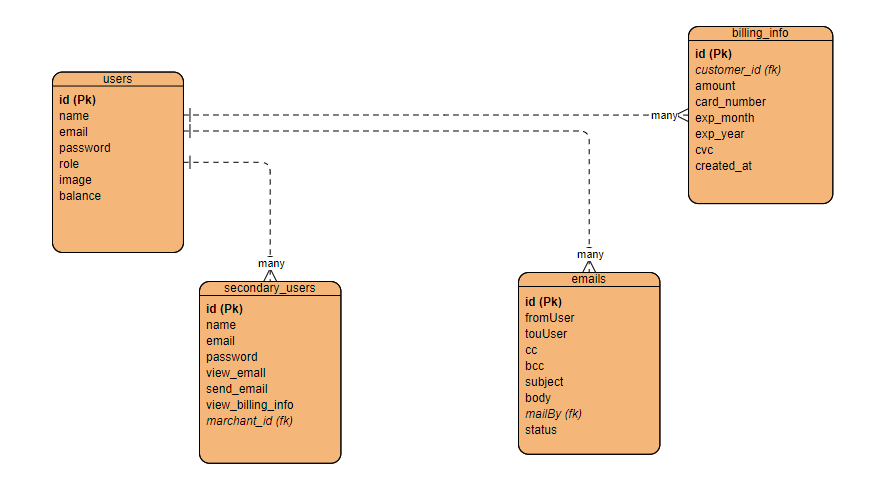 users
id (Pk)
name
email
password
role
image
balance
billing_info
id (Pk)
customer_id (fk)
amount
card_number
exp_month
exp_year
cvc
created_at
many
many
many
secondary_users
id (Pk)
name
email
password
view_emall
send_email
view_billing_info
marchant_id (fk)
emails
id (Pk)
fromUser
touUser
cc
bcc
subject
body
mailBy (fk)
status